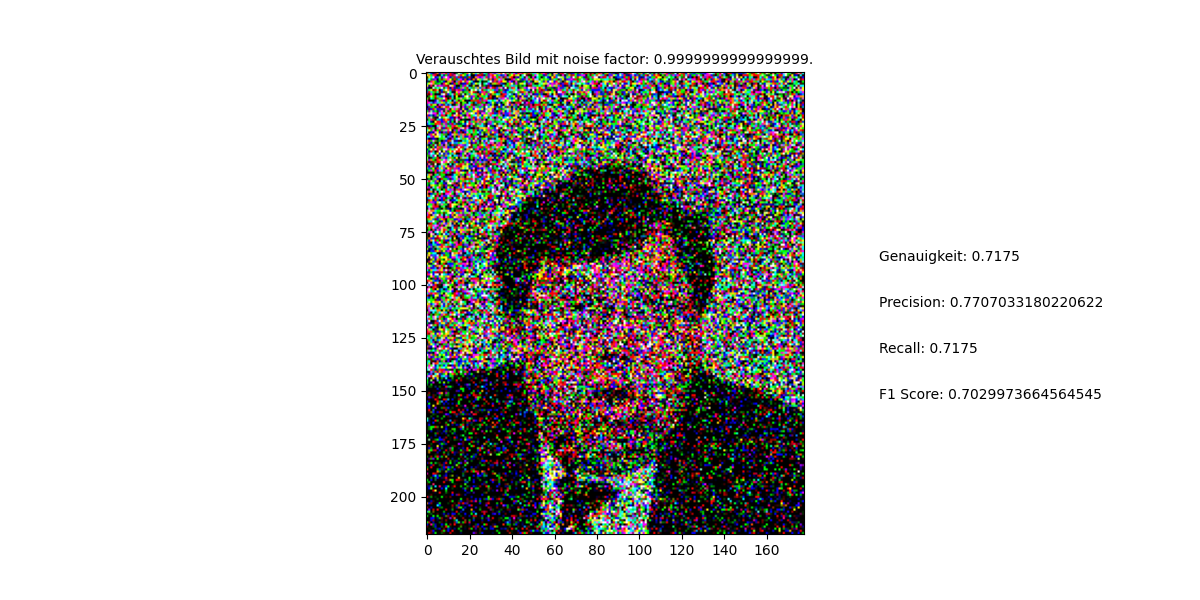 Verauschtes Bild mit noise factor: 0.9999999999999999.
0
25
50
75
100
125
150
175
200
0 20 40 60 80 100 120 140 160
Genauigkeit: 0.7175
Precision: 0.7707033180220622
Recall: 0.7175
F1 Score: 0.7029973664564545